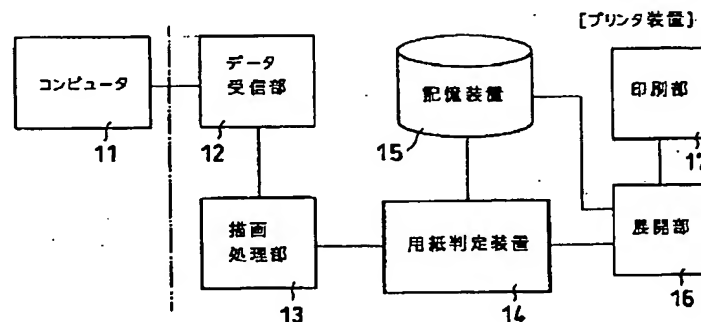 [プリンタ装置]
コンピュータ
11
データ
受信部
12
記憶装置
15
印刷部
17
描画
処理部
13
用紙判定装置
14
展開部
16